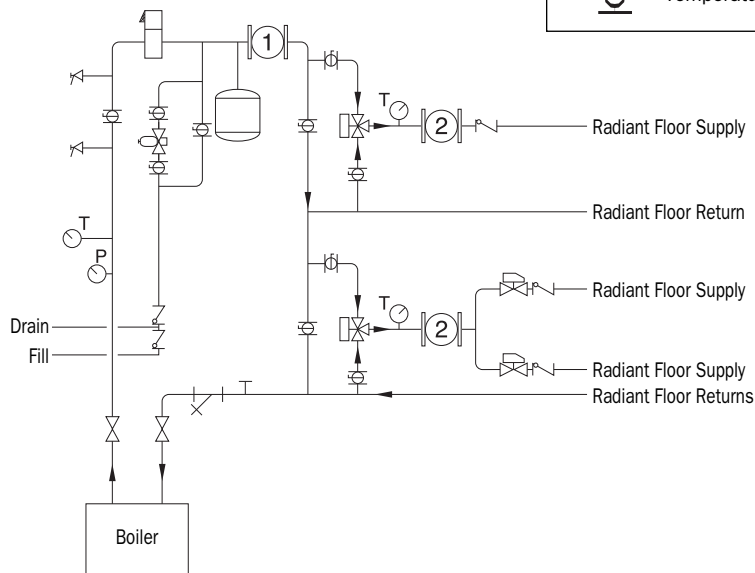 Temperatu
1
T
2
Radiant Floor Supply
Radiant Floor Return
T
P
T
2
Radiant Floor Supply
Drain
Fill
Radiant Floor Supply
Radiant Floor Returns
Boiler